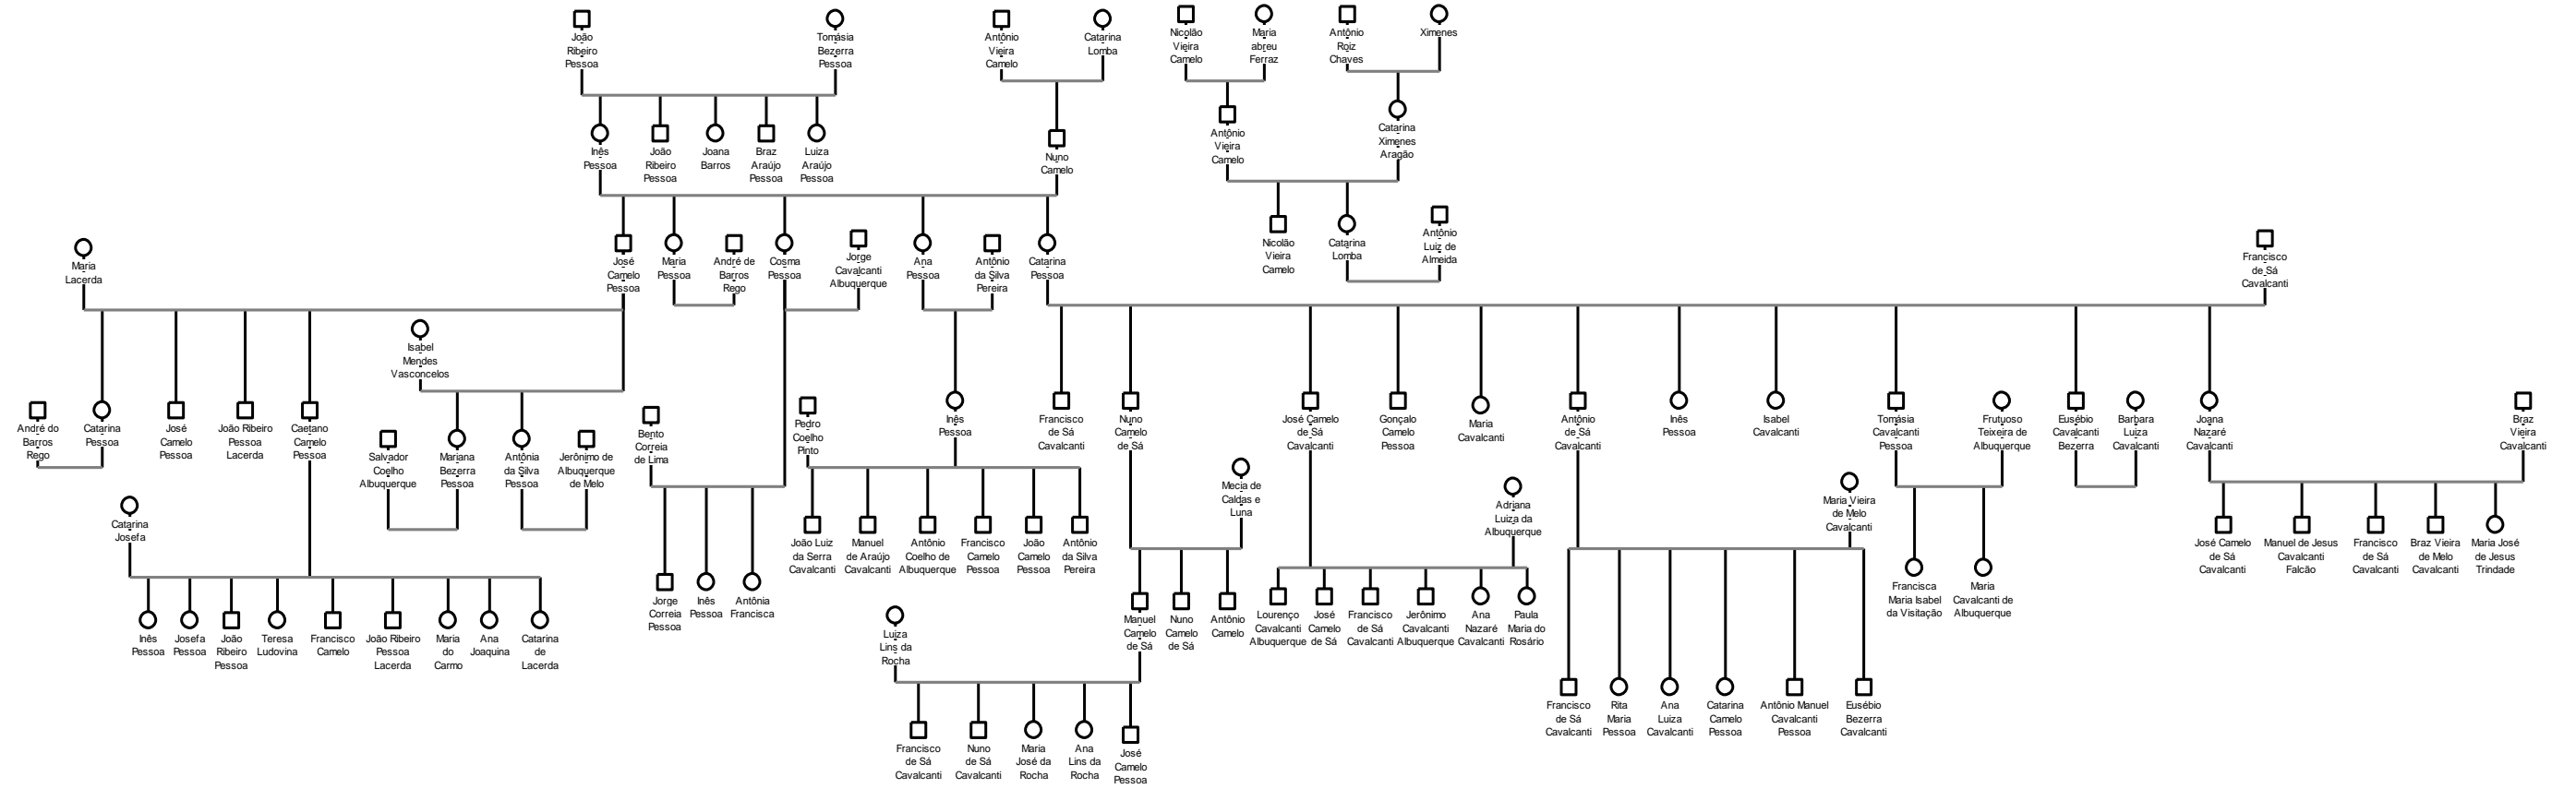 João
Ribeiro
Pessoa
Tomásia
Bezerra
Pessoa
Antônio
Vieira
Camelo
Catarina
Lomba
Nicolão
Vieira
Camelo
Maria
abreu
Ferraz
Antônio
Roiz
Chaves
Ximenes
Inês
Pessoa
João
Ribeiro
Pessoa
Joana
Barros
Braz
Araújo
Pessoa
Luiza
Araújo
Pessoa
Nuno
Camelo
Antônio
Vieira
Camelo
Catarina
Ximenes
Aragão
Maria
Lacerda
José
Camelo
Pessoa
Maria
Pessoa
André de
Barros
Rego
Cosma
Pessoa
Jorge
Cavalcanti
Albuquerque
Ana
Pessoa
Antônio
da Silva
Pereira
Catarina
Pessoa
Nicolão
Vieira
Camelo
Catarina
Lomba
Antônio
Luiz de
Almeida
Francisco
de Sá
Cavalcanti
Isabel
Mendes
Vasconcelos
André do
Barros
Rego
Catarina
Pessoa
José
Camelo
Pessoa
João Ribeiro
Pessoa
Lacerda
Caetano
Camelo
Pessoa
Salvador
Coelho
Albuquerque
Mariana
Bezerra
Pessoa
Antônia
da Silva
Pessoa
Jerônimo de
Albuquerque
de Melo
Bento
Correia
de Lima
Pedro
Coelho
Pinto
Inês
Pessoa
Francisco
de Sá
Cavalcanti
Nuno
Camelo
de Sá
José Camelo
de Sá
Cavalcanti
Gonçalo
Camelo
Pessoa
Maria
Cavalcanti
Antônio
de Sá
Cavalcanti
Inês
Pessoa
Isabel
Cavalcanti
Tomásia
Cavalcanti
Pessoa
Frutuoso
Teixeira de
Albuquerque
Eusébio
Cavalcanti
Bezerra
Barbara
Luiza
Cavalcanti
Joana
Nazaré
Cavalcanti
Braz
Vieira
Cavalcanti
Catarina
Josefa
Mecia de
Caldas e
Luna
Adriana
Luiza da
Albuquerque
Maria Vieira
de Melo
Cavalcanti
João Luiz
da Serra
Cavalcanti
Manuel
de Araújo
Cavalcanti
Antônio
Coelho de
Albuquerque
Francisco
Camelo
Pessoa
João
Camelo
Pessoa
Antônio
da Silva
Pereira
José Camelo
de Sá
Cavalcanti
Manuel de Jesus
Cavalcanti
Falcão
Francisco
de Sá
Cavalcanti
Braz Vieira
de Melo
Cavalcanti
Maria José
de Jesus
Trindade
Jorge
Correia
Pessoa
Inês
Pessoa
Antônia
Francisca
Manuel
Camelo
de Sá
Nuno
Camelo
de Sá
Antônio
Camelo
Lourenço
Cavalcanti
Albuquerque
José
Camelo
de Sá
Francisco
de Sá
Cavalcanti
Jerônimo
Cavalcanti
Albuquerque
Ana
Nazaré
Cavalcanti
Paula
Maria do
Rosário
Francisca
Maria Isabel
da Visitação
Maria
Cavalcanti de
Albuquerque
Inês
Pessoa
Josefa
Pessoa
João
Ribeiro
Pessoa
Teresa
Ludovina
Francisco
Camelo
João Ribeiro
Pessoa
Lacerda
Maria
do
Carmo
Ana
Joaquina
Catarina
de
Lacerda
Luiza
Lins da
Rocha
Francisco
de Sá
Cavalcanti
Rita
Maria
Pessoa
Ana
Luiza
Cavalcanti
Catarina
Camelo
Pessoa
Antônio Manuel
Cavalcanti
Pessoa
Eusébio
Bezerra
Cavalcanti
Francisco
de Sá
Cavalcanti
Nuno
de Sá
Cavalcanti
Maria
José da
Rocha
Ana
Lins da
Rocha
José
Camelo
Pessoa